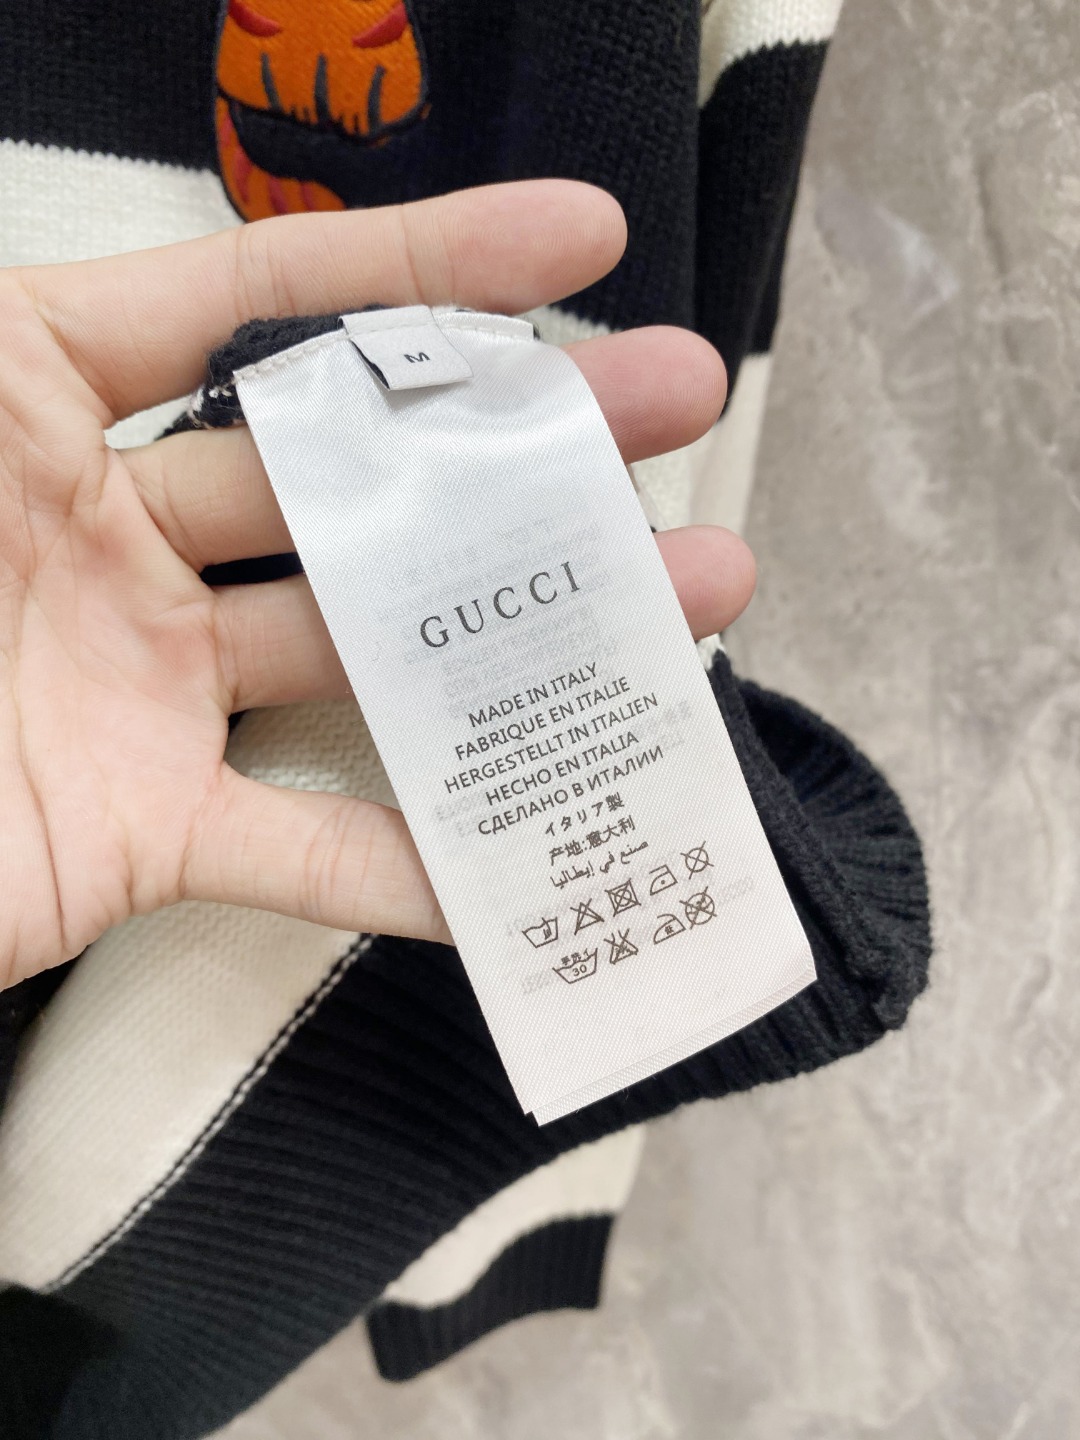 M
GUCCI
MADE IN ITALY
FABRIQUE EN ITALIE
HERGESTELLT IN ITALIEN
HECHO EN ITALIA
СДЕЛАНО В ИТАЛИИ
イタリア製
产地:意大利
صنع في إيطاليا
30